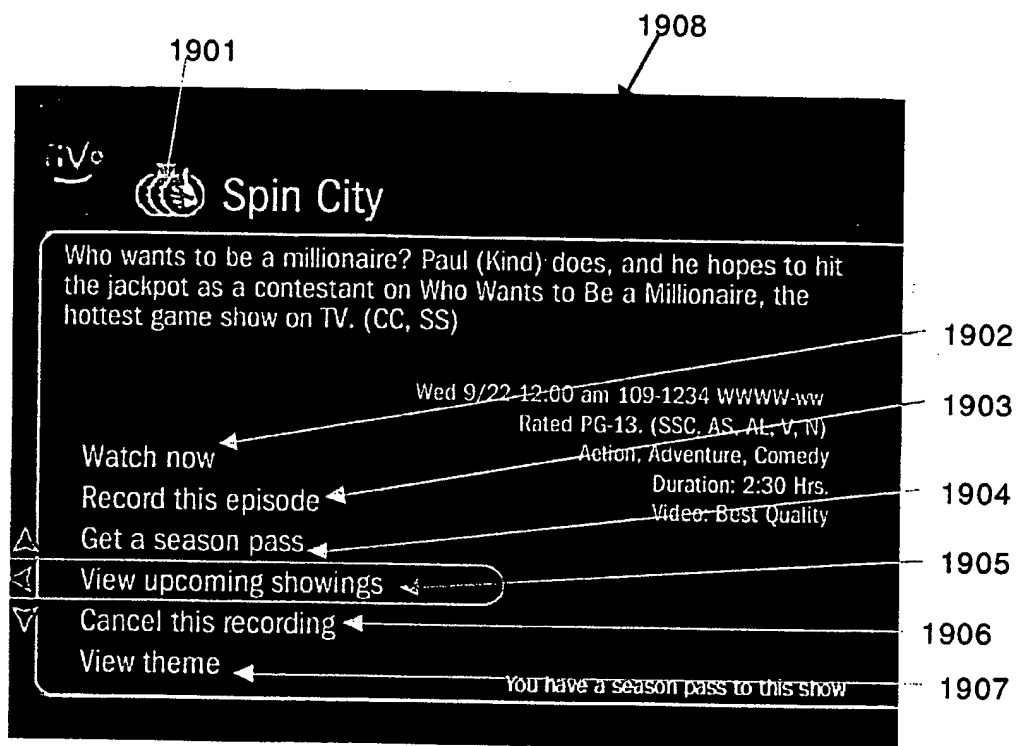 1908
1901
TiVo
Spin City
Who wants to be a millionaire? Paul (Kind) does, and he hopes to hit
the jackpot as a contestant on Who Wants to Be a Millionaire, the
hottest game show on TV. (CC, SS)
1902
Wed 9/22 12:00 am 109-1234 WWWW-ww
1903
Rated PG-13. (SSC, AS, AL, V, N)
Watch now
Action, Adventure, Comedy
Record this episode
Duration: 2:30 Hrs.
1904
Video: Best Quality
Get a season pass
View upcoming showings
1905
Cancel this recording
1906
View theme
You have a season pass to this show
1907